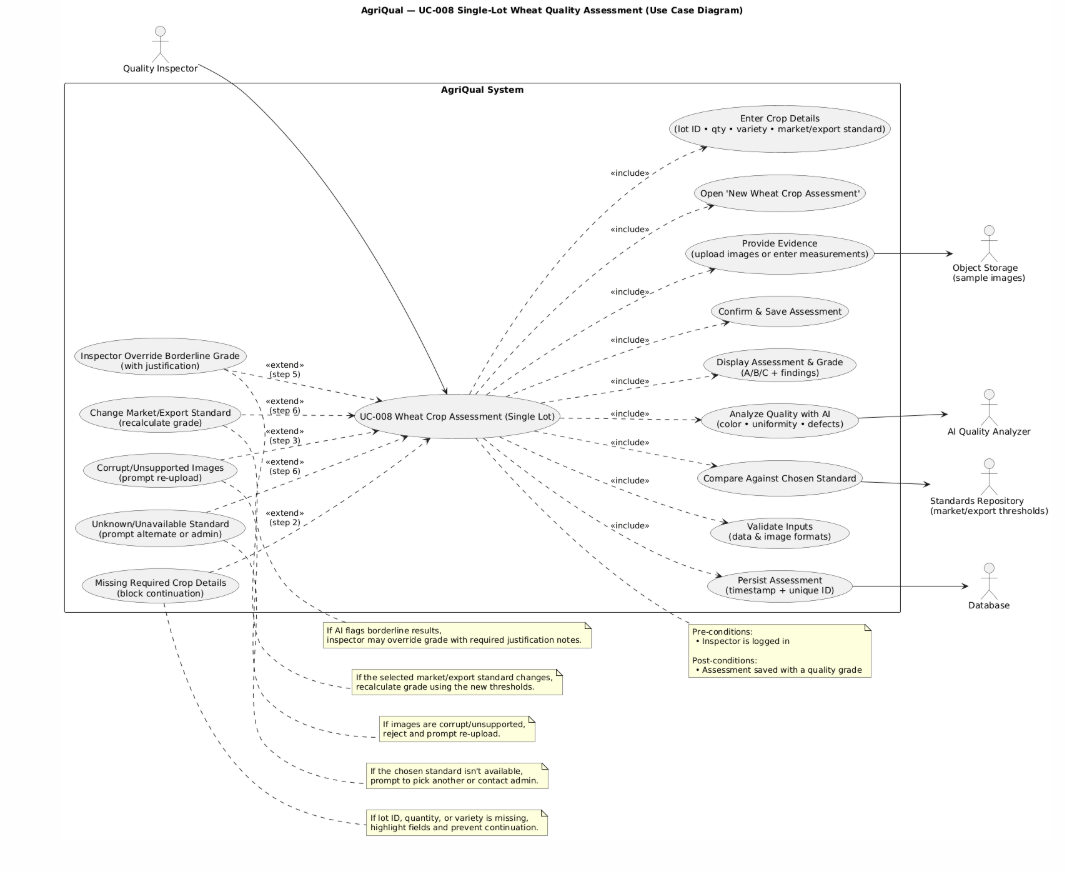 AgriQual — UC-008 Single-Lot Wheat Quality Assessment (Use Case Diagram)
Quality Inspector
AgriQual System
Enter Crop Details
(lot ID • qty • variety • market/export standard)
«include»
Open 'New Wheat Crop Assessment'
«include»
Provide Evidence
(upload images or enter measurements)
Object Storage
(sample images)
«include»
Confirm & Save Assessment
«include»
Display Assessment & Grade
(A/B/C + findings)
«include»
Analyze Quality with AI
(color • uniformity • defects)
«include»
AI Quality Analyzer
Compare Against Chosen Standard
«include»
Standards Repository
(market/export thresholds)
Validate Inputs
(data & image formats)
«include»
Persist Assessment
(timestamp + unique ID)
«include»
Database
UC-008 Wheat Crop Assessment (Single Lot)
Inspector Override Borderline Grade
(with justification)
«extend»
(step 5)
Change Market/Export Standard
(recalculate grade)
«extend»
(step 6)
Corrupt/Unsupported Images
(prompt re-upload)
«extend»
(step 3)
Unknown/Unavailable Standard
(prompt alternate or admin)
«extend»
(step 6)
Missing Required Crop Details
(block continuation)
«extend»
(step 2)
If AI flags borderline results,
inspector may override grade with required justification notes.
Pre-conditions:
• Inspector is logged in
Post-conditions:
• Assessment saved with a quality grade
If the selected market/export standard changes,
recalculate grade using the new thresholds.
If images are corrupt/unsupported,
reject and prompt re-upload.
If the chosen standard isn't available,
prompt to pick another or contact admin.
If lot ID, quantity, or variety is missing,
highlight fields and prevent continuation.